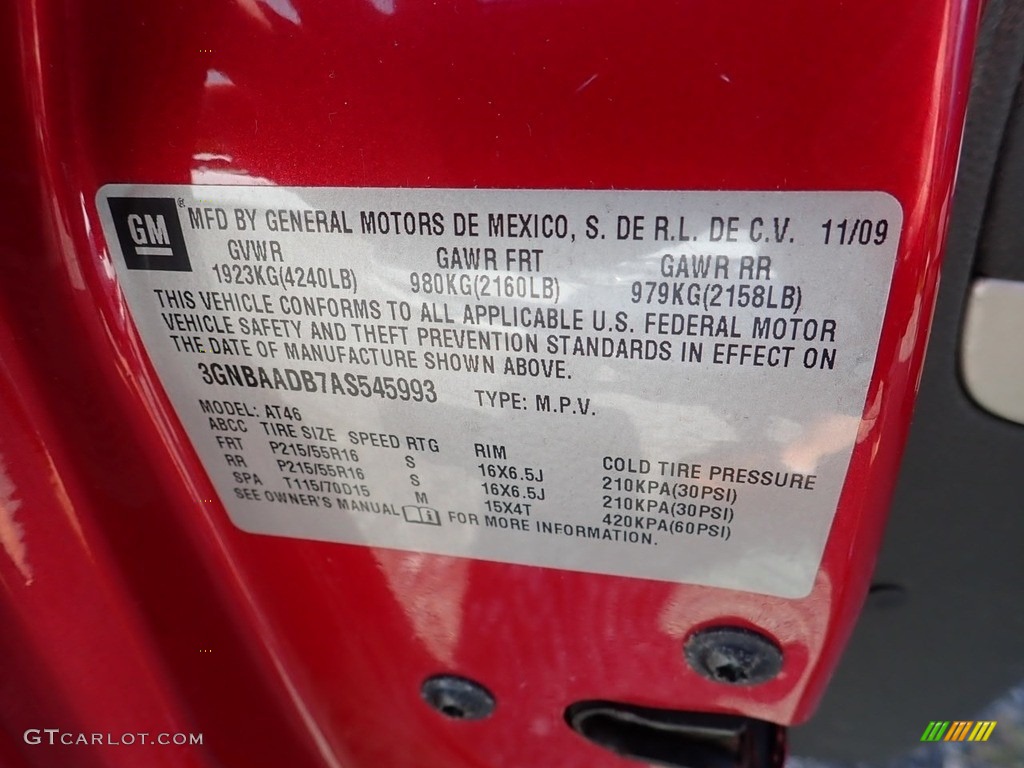 GM® MFD BY GENERAL MOTORS DE MEXICO, S. DE R.L. DE C.V. 11/09
GVWR GAWR FRT GAWR RR
1923KG(4240LB) 980KG(2160LB) 979KG(2158LB)
THIS VEHICLE CONFORMS TO ALL APPLICABLE U.S. FEDERAL MOTOR
VEHICLE SAFETY AND THEFT PREVENTION STANDARDS IN EFFECT ON
THE DATE OF MANUFACTURE SHOWN ABOVE.
3GNBAADB7AS545993 TYPE: M.P.V.
MODEL: AT46
ABCC TIRE SIZE SPEED RTG RIM COLD TIRE PRESSURE
FRT P215/55R16 S 16X6.5J 210KPA(30PSI)
RR P215/55R16 S 16X6.5J 210KPA(30PSI)
SPA T115/70D15 M 15X4T 420KPA(60PSI)
SEE OWNER'S MANUAL FOR MORE INFORMATION.
GTCARLOT.COM